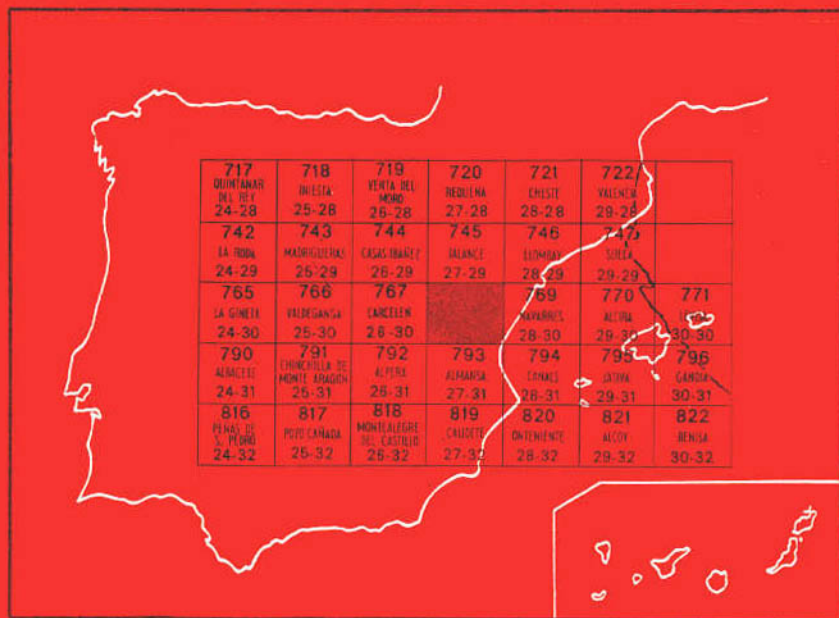 717 718 719 720 721 722
QUINTANAR DEL REY INIESTA VENTA DEL MORO REQUENA CHESTE VALENCIA
24-28 25-28 26-28 27-28 28-28 29-28
742 743 744 745 746 747
LA RODA MADRIGUERAS CASAS IBAÑEZ JALANCE LLOMBAY SUECA
24-29 25-29 26-29 27-29 28-29 29-29
765 766 767 769 770 771
LA GINETA VALDEGANGA CARCELEN NAVARRES ALCIRA
24-30 25-30 26-30 28-30 29-30 30-30
790 791 792 793 794 795 796
ALBACETE CHINCHILLA DE MONTE ARAGON ALPERA ALMANSA CANALS JATIVA GANDIA
24-31 25-31 26-31 27-31 28-31 29-31 30-31
816 817 818 819 820 821 822
PEÑAS DE S. PEDRO POZO CAÑADA MONTEALEGRE DEL CASTILLO CAUDETE ONTENIENTE ALCOY BENISA
24-32 25-32 26-32 27-32 28-32 29-32 30-32